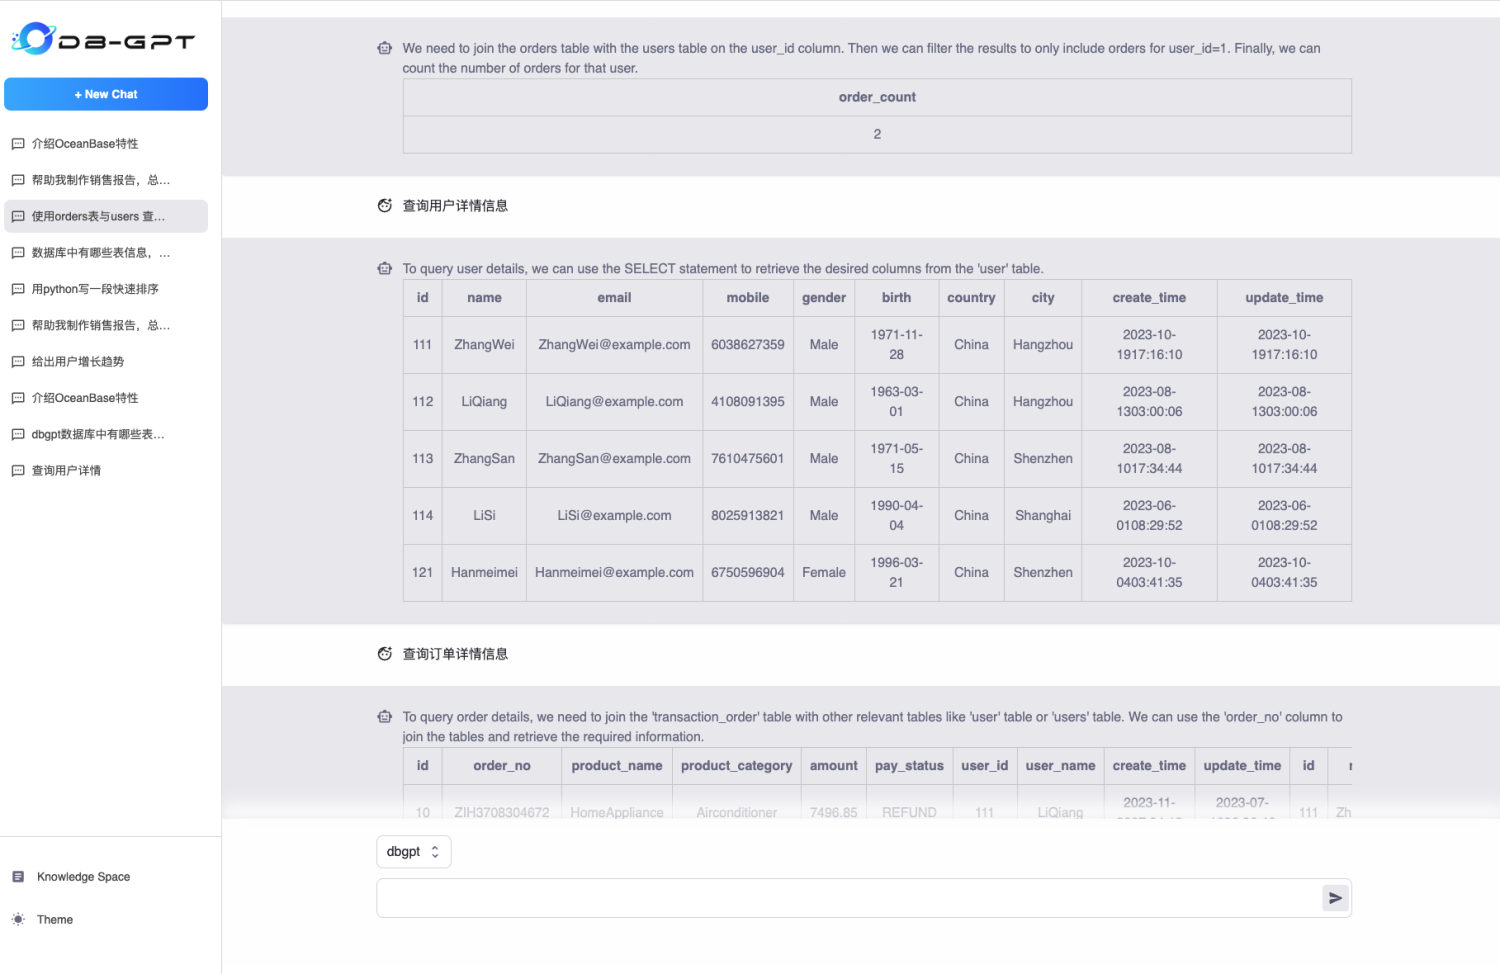 DB-GPT
+ New Chat
介绍OceanBase特性
帮助我制作销售报告，总...
使用orders表与users 查...
数据库中有哪些表信息，...
用python写一段快速排序
帮助我制作销售报告，总...
给出用户增长趋势
介绍OceanBase特性
dbgpt数据库中有哪些表...
查询用户详情
Knowledge Space
Theme
We need to join the orders table with the users table on the user_id column. Then we can filter the results to only include orders for user_id=1. Finally, we can
count the number of orders for that user.
order_count
2
查询用户详情信息
To query user details, we can use the SELECT statement to retrieve the desired columns from the 'user' table.
id name email mobile gender birth country city create_time update_time
111 ZhangWei ZhangWei@example.com 6038627359 Male 1971-11-28 China Hangzhou 2023-10-1917:16:10 2023-10-1917:16:10
112 LiQiang LiQiang@example.com 4108091395 Male 1963-03-01 China Hangzhou 2023-08-1303:00:06 2023-08-1303:00:06
113 ZhangSan ZhangSan@example.com 7610475601 Male 1971-05-15 China Shenzhen 2023-08-1017:34:44 2023-08-1017:34:44
114 LiSi LiSi@example.com 8025913821 Male 1990-04-04 China Shanghai 2023-06-0108:29:52 2023-06-0108:29:52
121 Hanmeimei Hanmeimei@example.com 6750596904 Female 1996-03-21 China Shenzhen 2023-10-0403:41:35 2023-10-0403:41:35
查询订单详情信息
To query order details, we need to join the 'transaction_order' table with other relevant tables like 'user' table or 'users' table. We can use the 'order_no' column to
join the tables and retrieve the required information.
id order_no product_name product_category amount pay_status user_id user_name create_time update_time id
10 ZIH3708304672 HomeAppliance Airconditioner 7496.85 REFUND 111 LiQiang 2023-11- 2023-07- 111 Zh
dbgpt